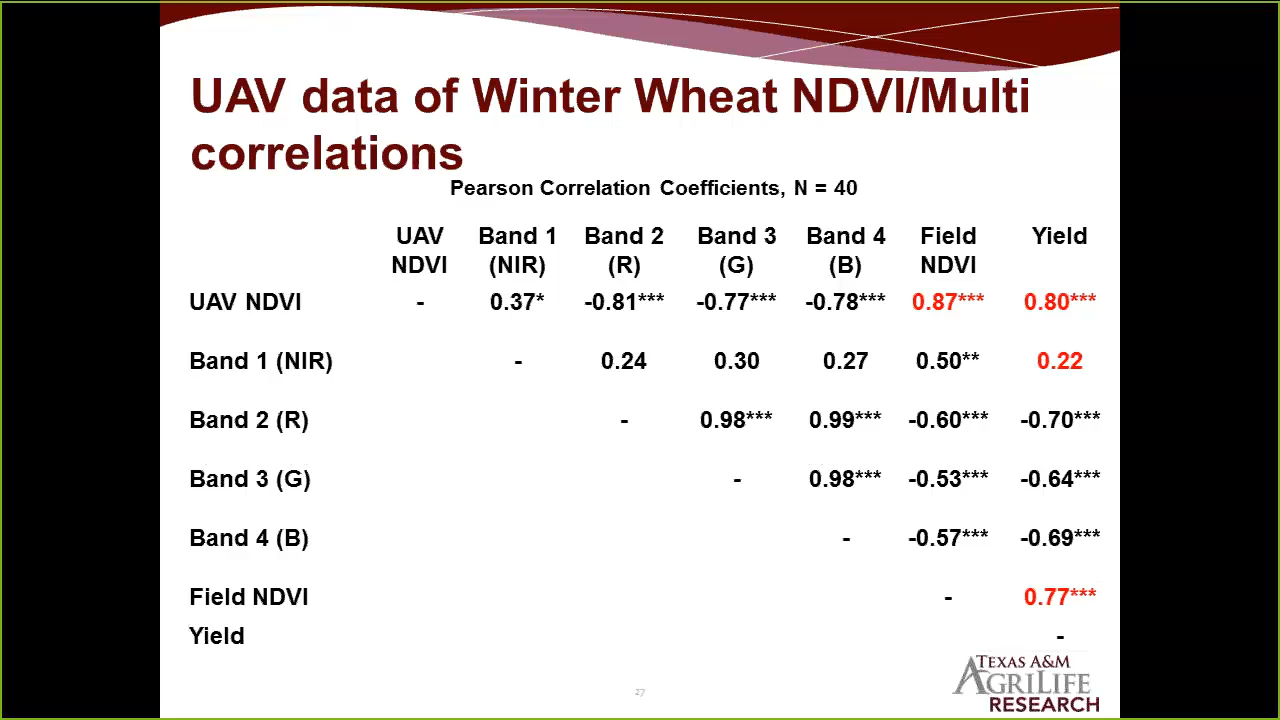 UAV data of Winter Wheat NDVI/Multi
correlations
Pearson Correlation Coefficients, N = 40
UAV NDVI Band 1 (NIR) Band 2 (R) Band 3 (G) Band 4 (B) Field NDVI Yield
UAV NDVI - 0.37* -0.81*** -0.77*** -0.78*** 0.87*** 0.80***
Band 1 (NIR) - 0.24 0.30 0.27 0.50** 0.22
Band 2 (R) - 0.98*** 0.99*** -0.60*** -0.70***
Band 3 (G) - 0.98*** -0.53*** -0.64***
Band 4 (B) - -0.57*** -0.69***
Field NDVI - 0.77***
Yield -
27
TEXAS A&M
AGRILIFE
RESEARCH